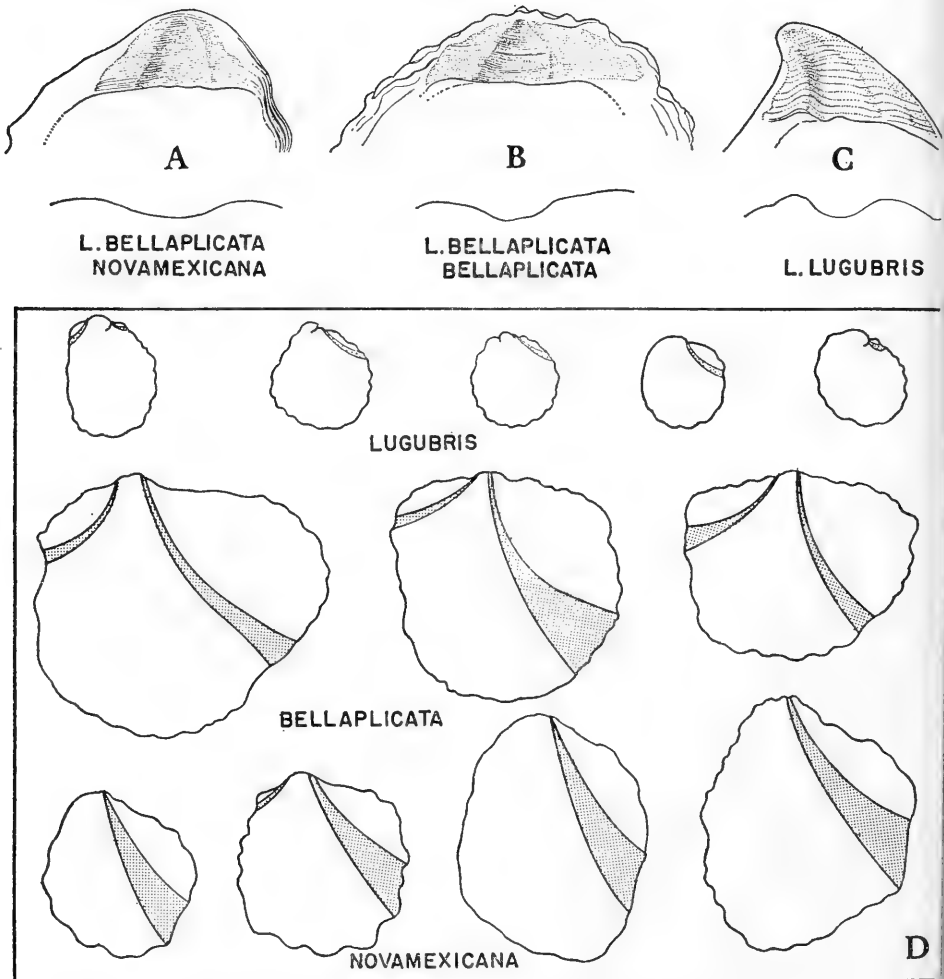 A
B
C
L. BELLAPLICATA
NOVAMEXICANA
L. BELLAPLICATA
BELLAPLICATA
L. LUGUBRIS
LUGUBRIS
BELLAPLICATA
NOVAMEXICANA
D